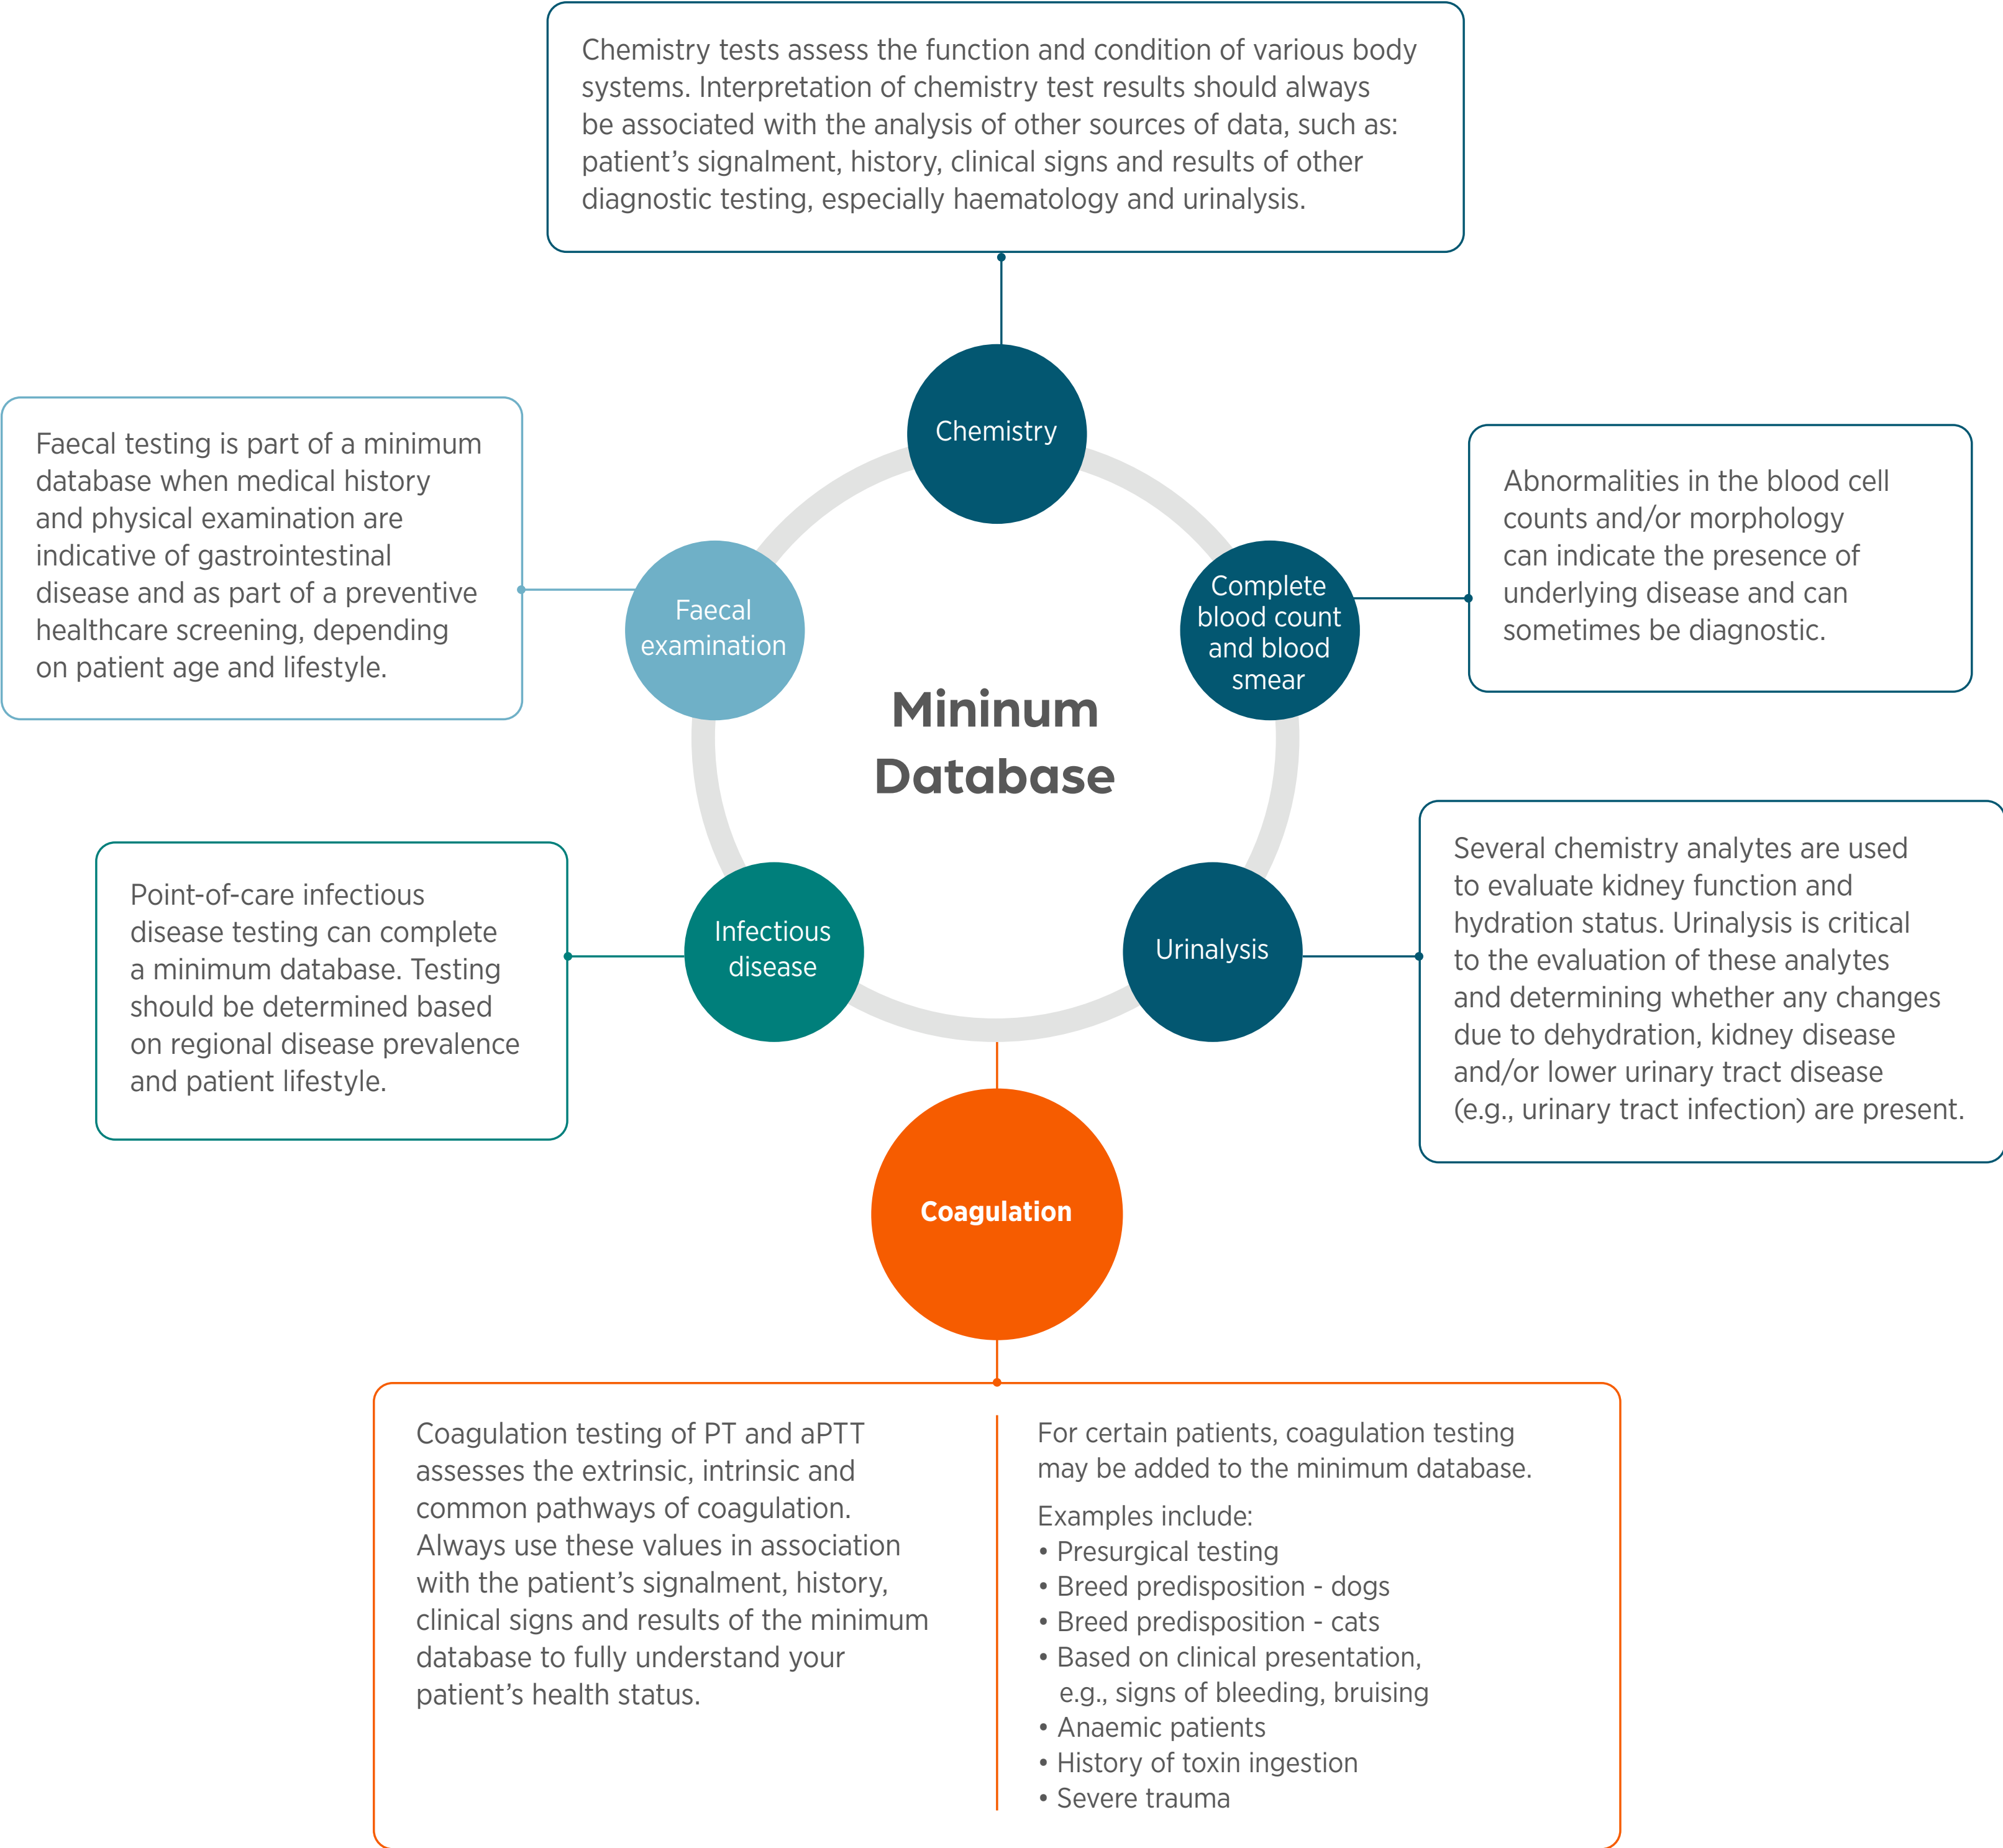 Chemistry tests assess the function and condition of various body
systems. Interpretation of chemistry test results should always
be associated with the analysis of other sources of data, such as:
patient’s signalment, history, clinical signs and results of other
diagnostic testing, especially haematology and urinalysis.
Chemistry
Faecal testing is part of a minimum
database when medical history
and physical examination are
indicative of gastrointestinal
disease and as part of a preventive
healthcare screening, depending
on patient age and lifestyle.
Faecal
examination
Complete
blood count
and blood
smear
Abnormalities in the blood cell
counts and/or morphology
can indicate the presence of
underlying disease and can
sometimes be diagnostic.
Mininum
Database
Point-of-care infectious
disease testing can complete
a minimum database. Testing
should be determined based
on regional disease prevalence
and patient lifestyle.
Infectious
disease
Urinalysis
Several chemistry analytes are used
to evaluate kidney function and
hydration status. Urinalysis is critical
to the evaluation of these analytes
and determining whether any changes
due to dehydration, kidney disease
and/or lower urinary tract disease
(e.g., urinary tract infection) are present.
Coagulation
Coagulation testing of PT and aPTT
assesses the extrinsic, intrinsic and
common pathways of coagulation.
Always use these values in association
with the patient’s signalment, history,
clinical signs and results of the minimum
database to fully understand your
patient’s health status.
For certain patients, coagulation testing
may be added to the minimum database.
Examples include:
• Presurgical testing
• Breed predisposition - dogs
• Breed predisposition - cats
• Based on clinical presentation,
e.g., signs of bleeding, bruising
• Anaemic patients
• History of toxin ingestion
• Severe trauma